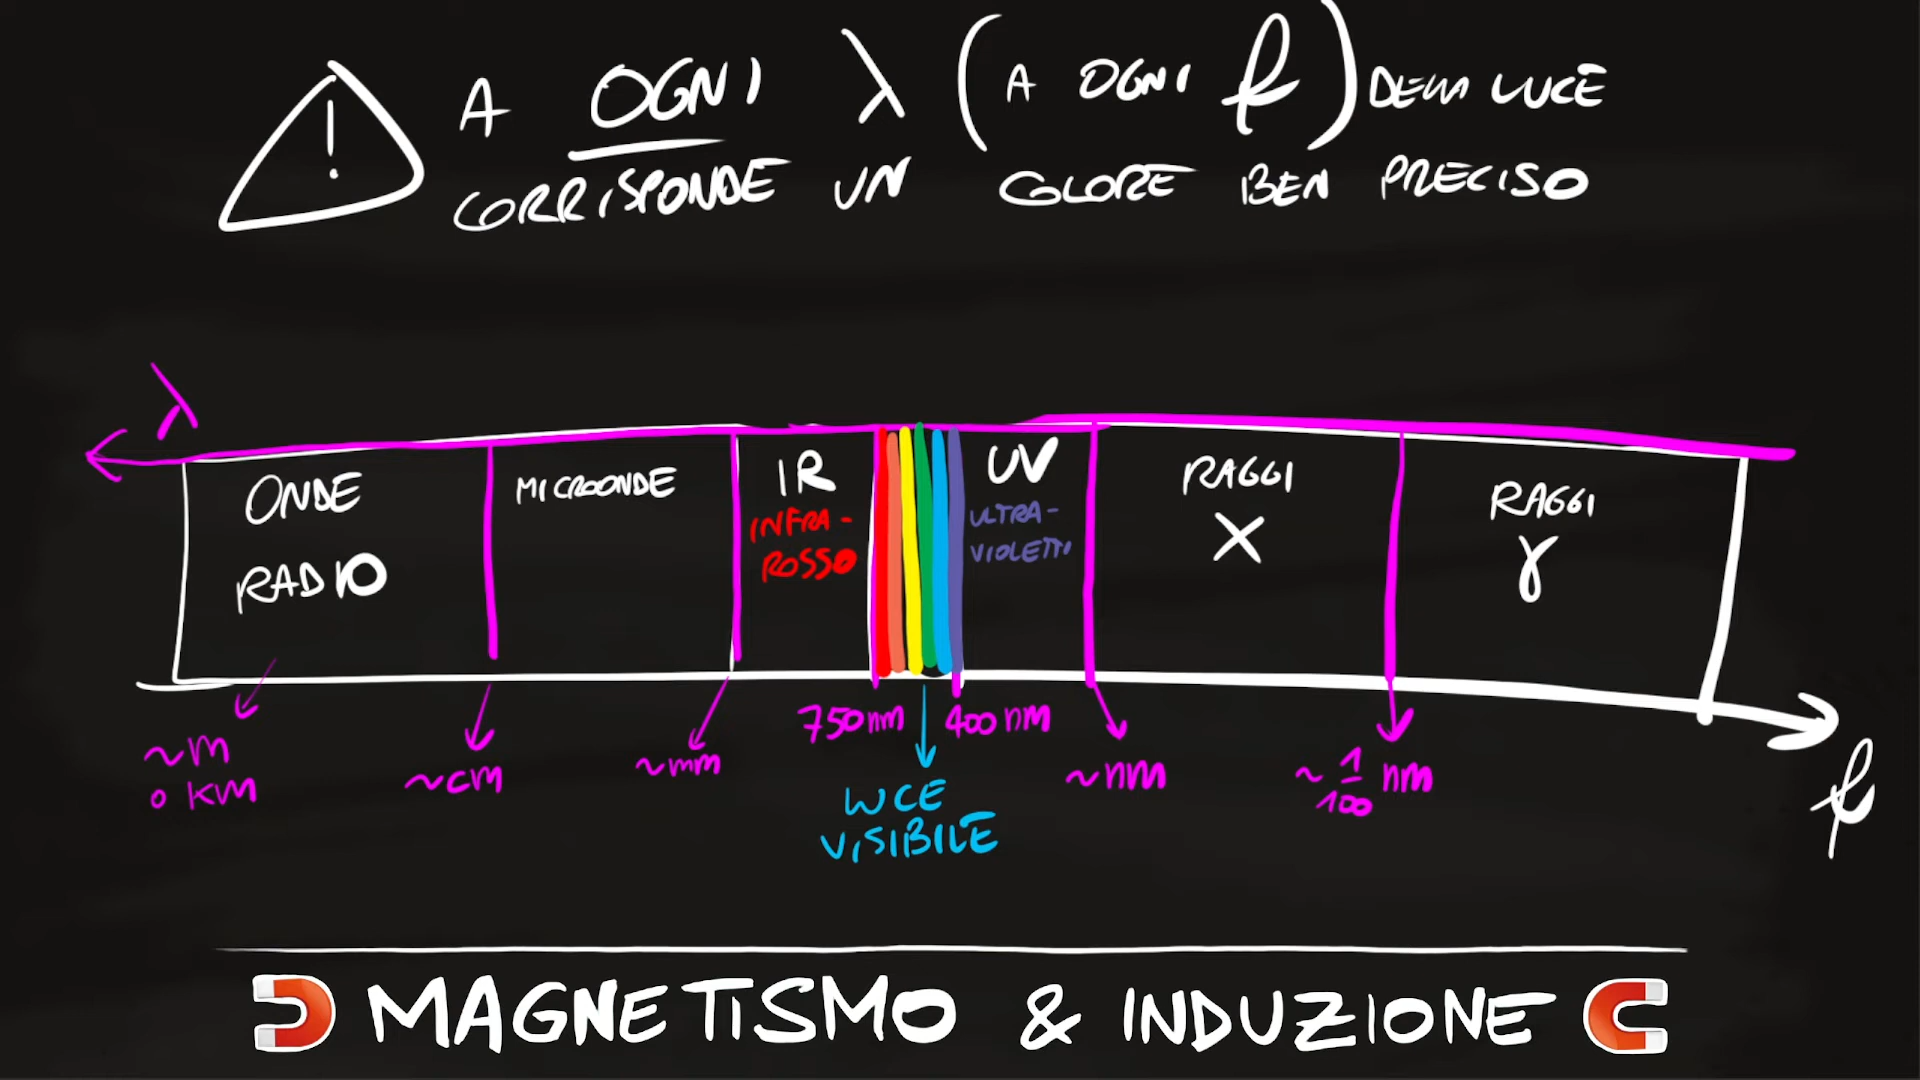 ! A OGNI λ (A OGNI f) DELLA LUCE
CORRISPONDE UN COLORE BEN PRECISO
λ
ONDE
RADIO
MICROONDE
IR
INFRA-
ROSSO
UV
ULTRA-
VIOLETTI
RAGGI
X
RAGGI
γ
~m
o km
~cm
~mm
750nm
400nm
LUCE
VISIBILE
~nm
~ 1/100 nm
f
MAGNETISMO & INDUZIONE